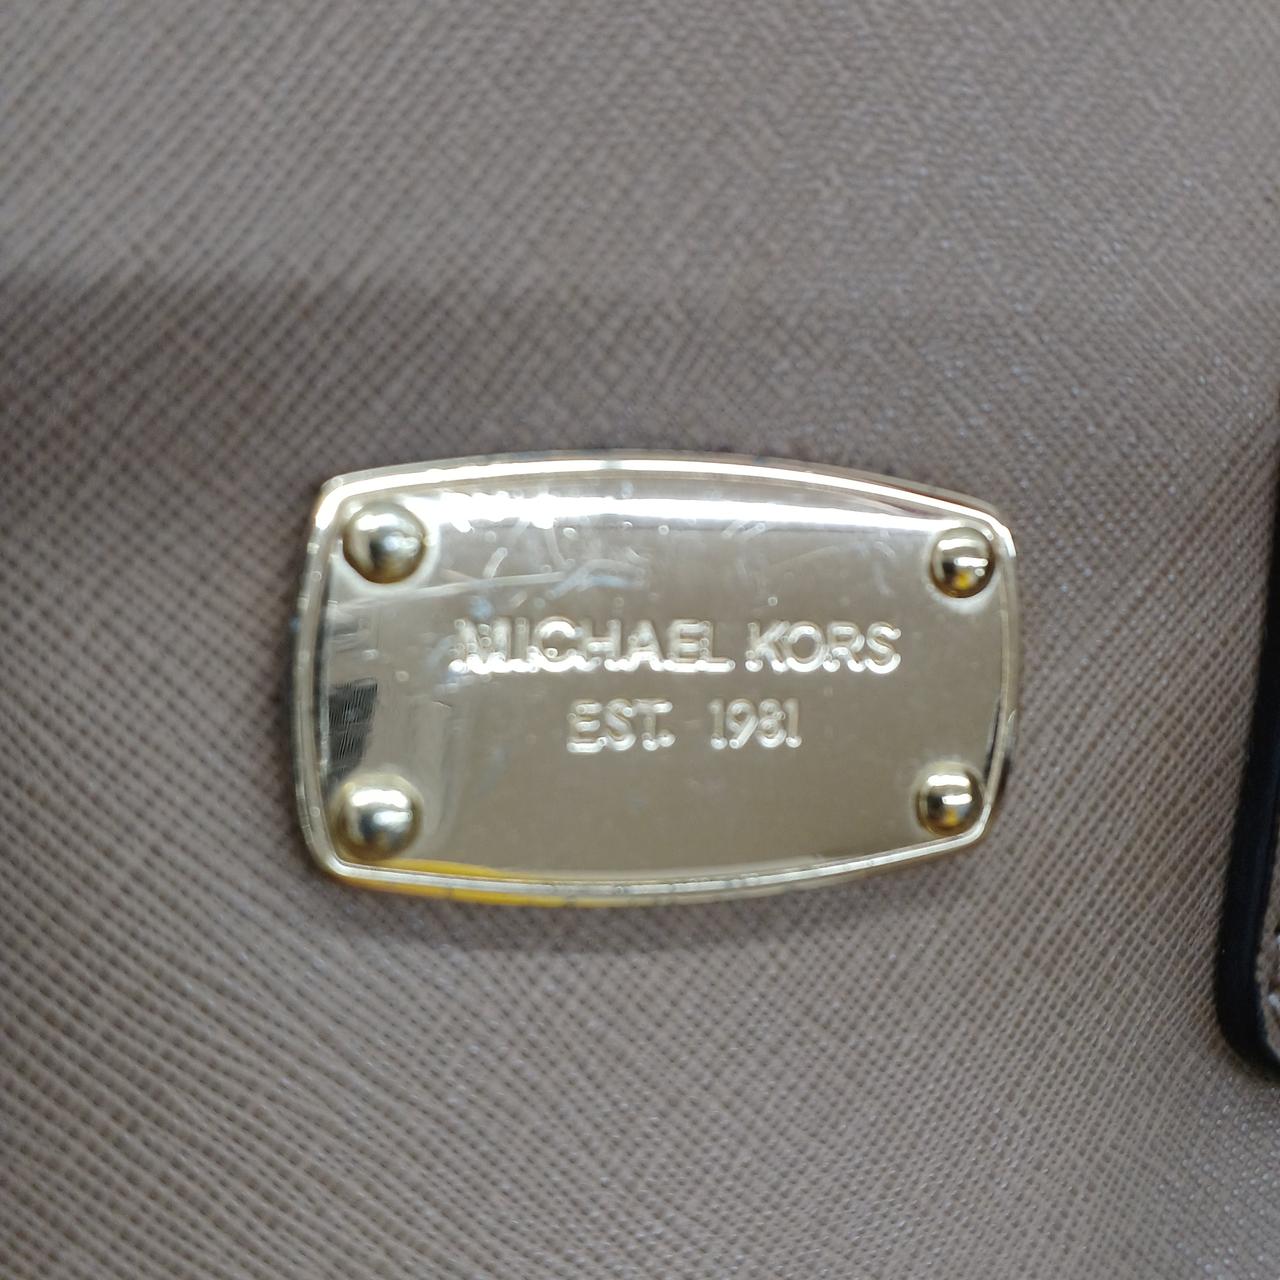 MICHAEL KORS
EST. 1981